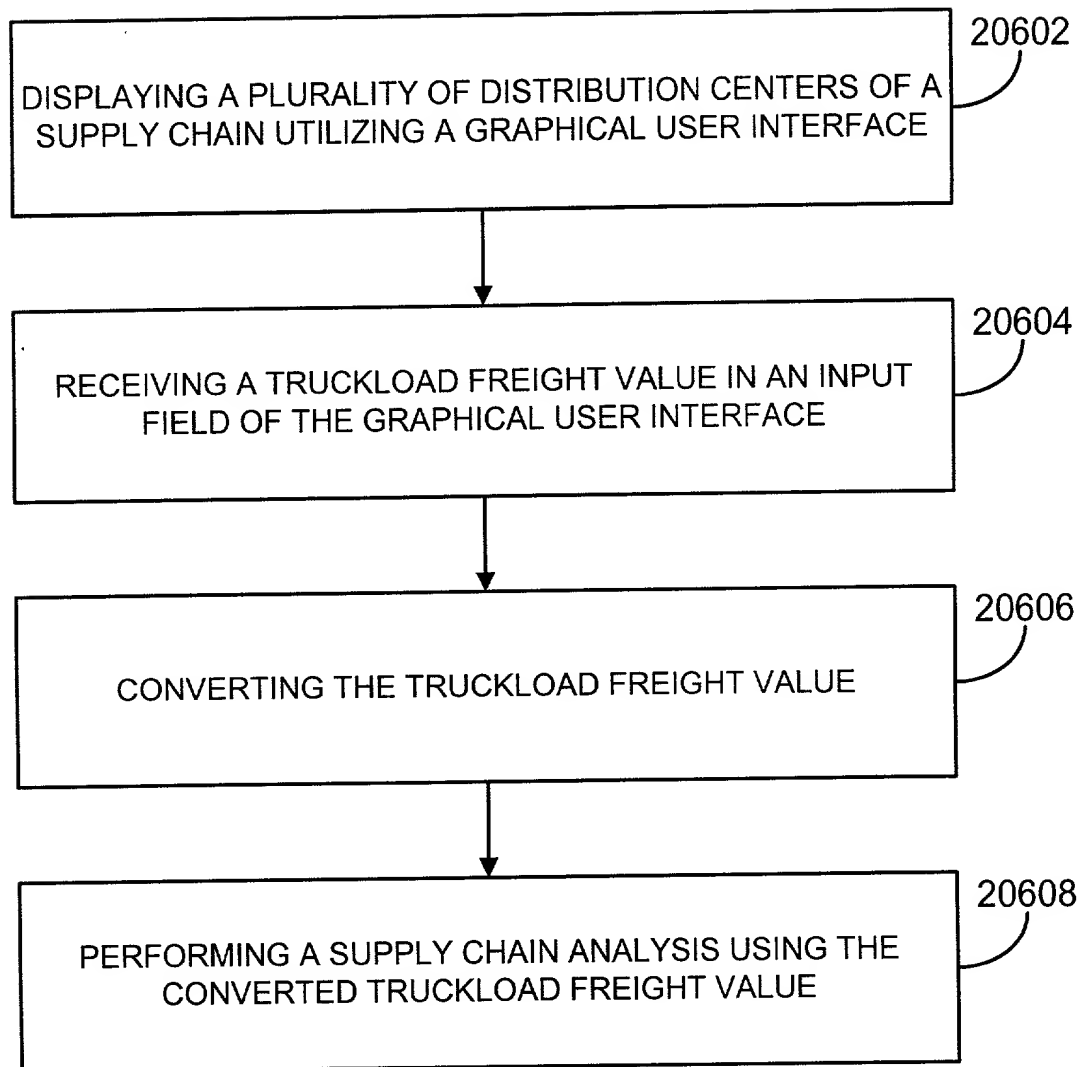 20602
DISPLAYING A PLURALITY OF DISTRIBUTION CENTERS OF A
SUPPLY CHAIN UTILIZING A GRAPHICAL USER INTERFACE
20604
RECEIVING A TRUCKLOAD FREIGHT VALUE IN AN INPUT
FIELD OF THE GRAPHICAL USER INTERFACE
20606
CONVERTING THE TRUCKLOAD FREIGHT VALUE
20608
PERFORMING A SUPPLY CHAIN ANALYSIS USING THE
CONVERTED TRUCKLOAD FREIGHT VALUE